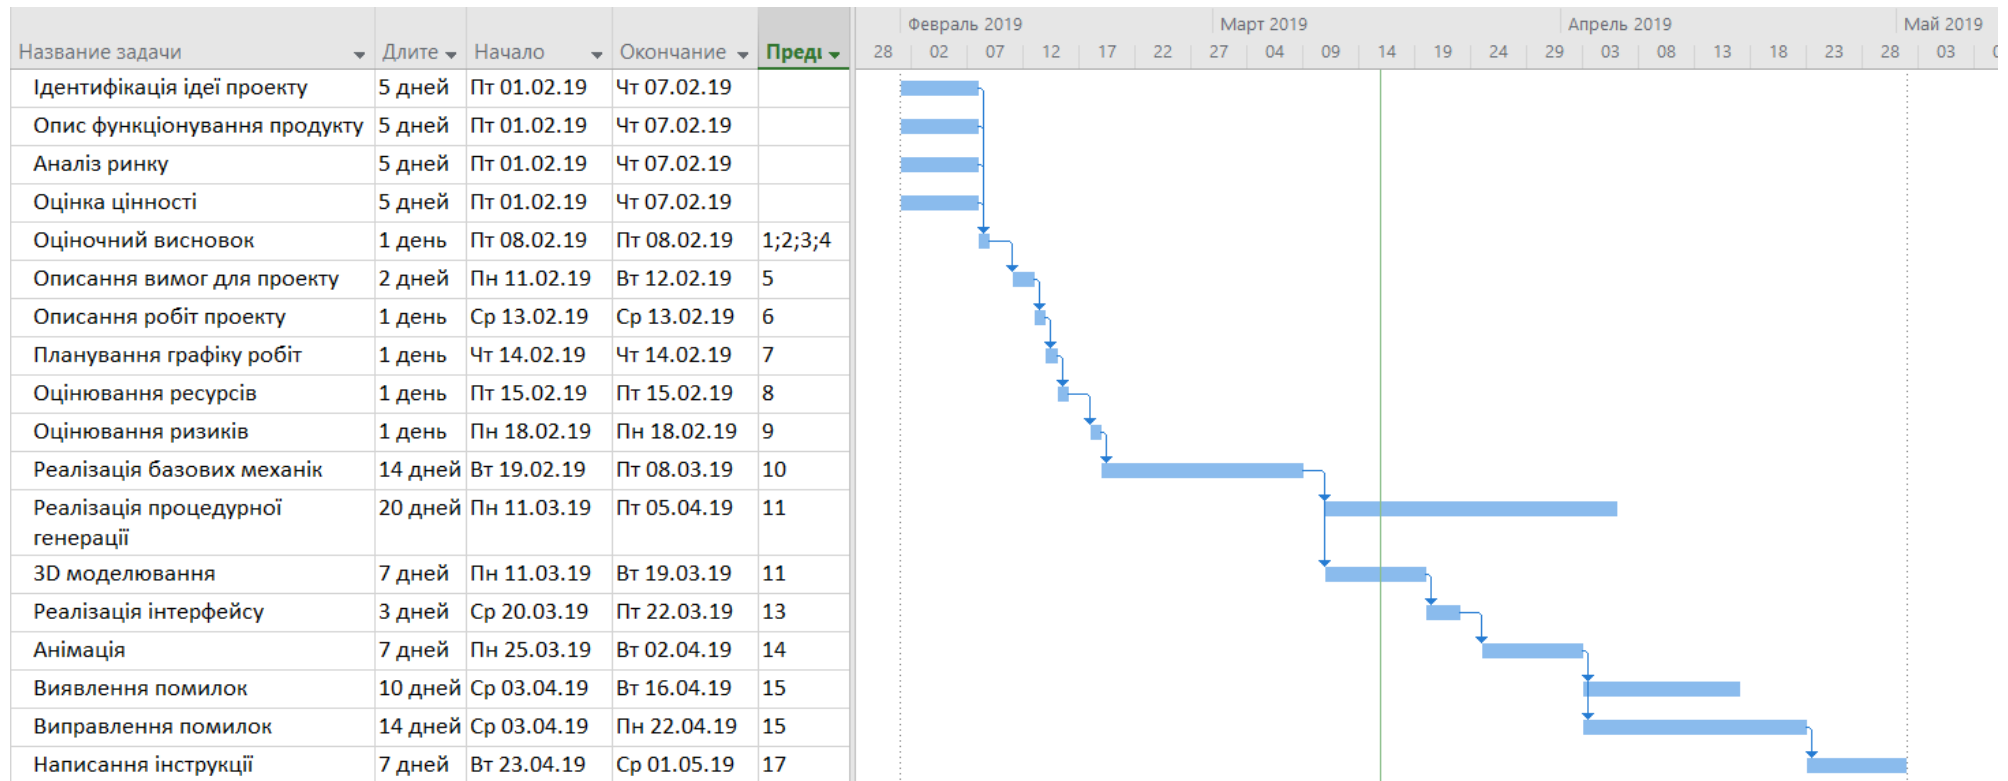 Февраль 2019 Март 2019 Апрель 2019 Май 2019
Название задачи Длите Начало Окончание Преды 28 02 07 12 17 22 27 04 09 14 19 24 29 03 08 13 18 23 28 03
Ідентифікація ідеї проекту 5 дней Пт 01.02.19 Чт 07.02.19
Опис функціонування продукту 5 дней Пт 01.02.19 Чт 07.02.19
Аналіз ринку 5 дней Пт 01.02.19 Чт 07.02.19
Оцінка цінності 5 дней Пт 01.02.19 Чт 07.02.19
Оціночний висновок 1 день Пт 08.02.19 Пт 08.02.19 1;2;3;4
Описання вимог для проекту 2 дней Пн 11.02.19 Вт 12.02.19 5
Описання робіт проекту 1 день Ср 13.02.19 Ср 13.02.19 6
Планування графіку робіт 1 день Чт 14.02.19 Чт 14.02.19 7
Оцінювання ресурсів 1 день Пт 15.02.19 Пт 15.02.19 8
Оцінювання ризиків 1 день Пн 18.02.19 Пн 18.02.19 9
Реалізація базових механік 14 дней Вт 19.02.19 Пт 08.03.19 10
Реалізація процедурної 20 дней Пн 11.03.19 Пт 05.04.19 11
генерації
3D моделювання 7 дней Пн 11.03.19 Вт 19.03.19 11
Реалізація інтерфейсу 3 дней Ср 20.03.19 Пт 22.03.19 13
Анімація 7 дней Пн 25.03.19 Вт 02.04.19 14
Виявлення помилок 10 дней Ср 03.04.19 Вт 16.04.19 15
Виправлення помилок 14 дней Ср 03.04.19 Пн 22.04.19 15
Написання інструкції 7 дней Вт 23.04.19 Ср 01.05.19 17